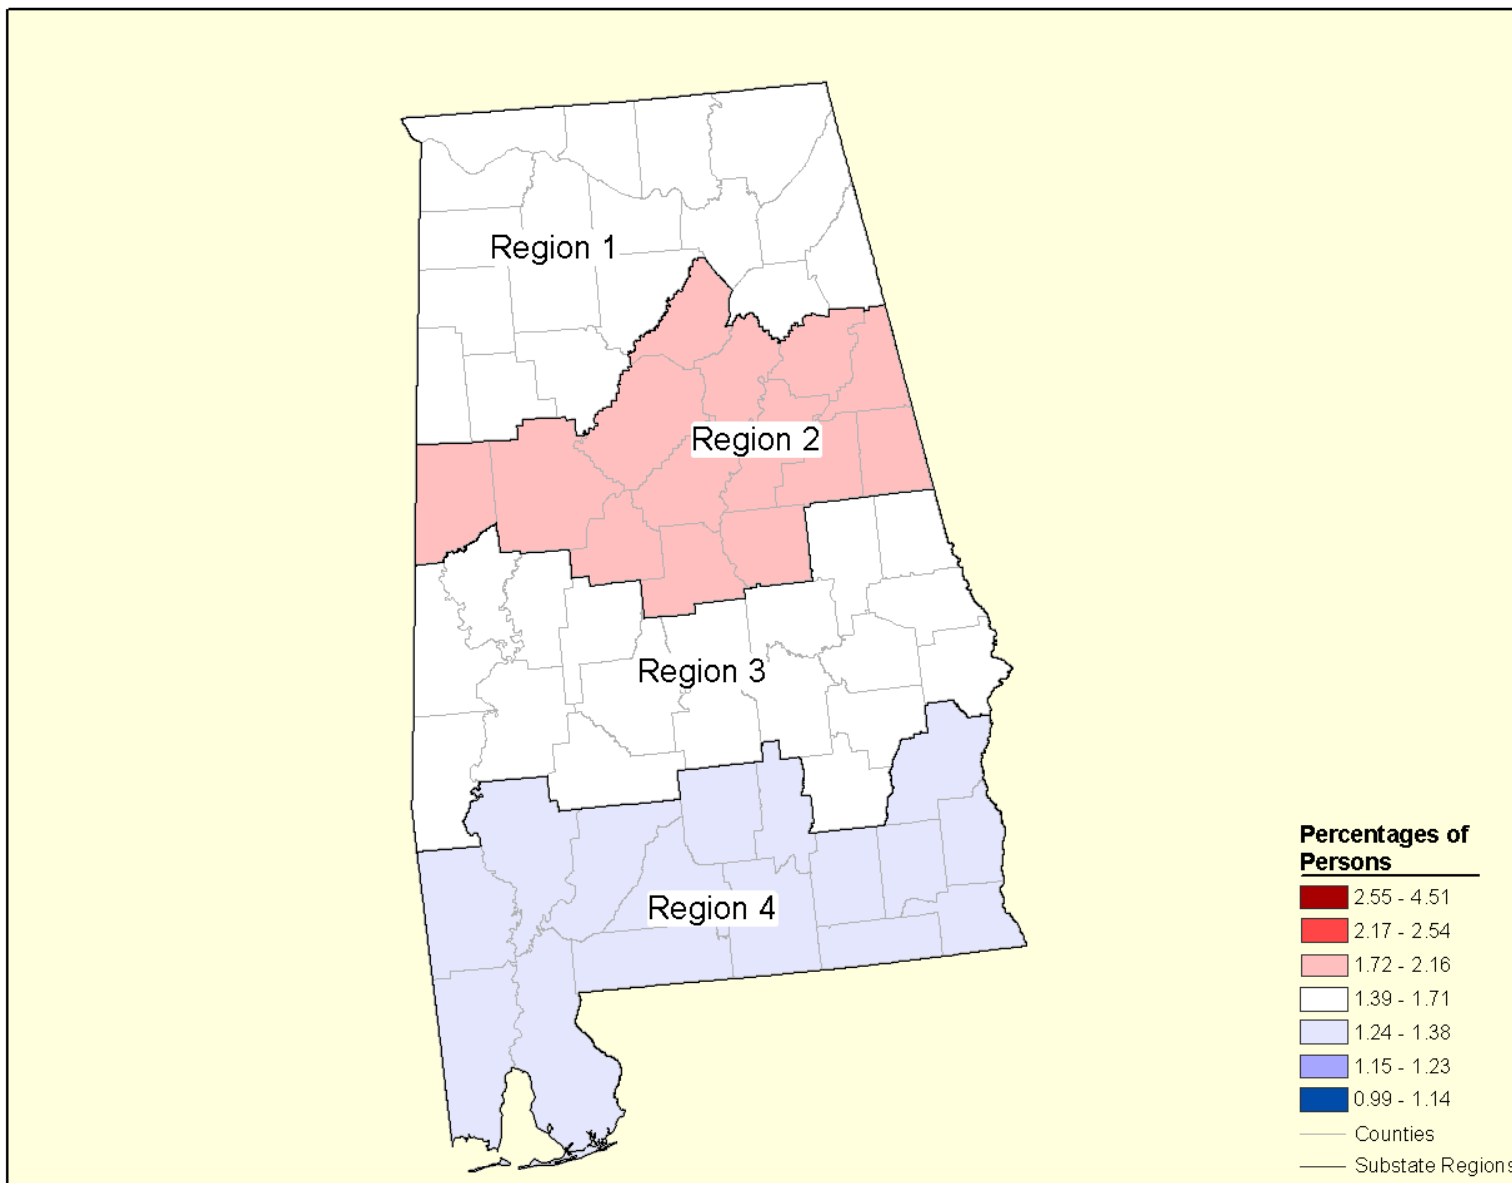 Region 1
Region 2
Region 3
Region 4
Percentages of
Persons
2.55 - 4.51
2.17 - 2.54
1.72 - 2.16
1.39 - 1.71
1.24 - 1.38
1.15 - 1.23
0.99 - 1.14
Counties
Substate Regions